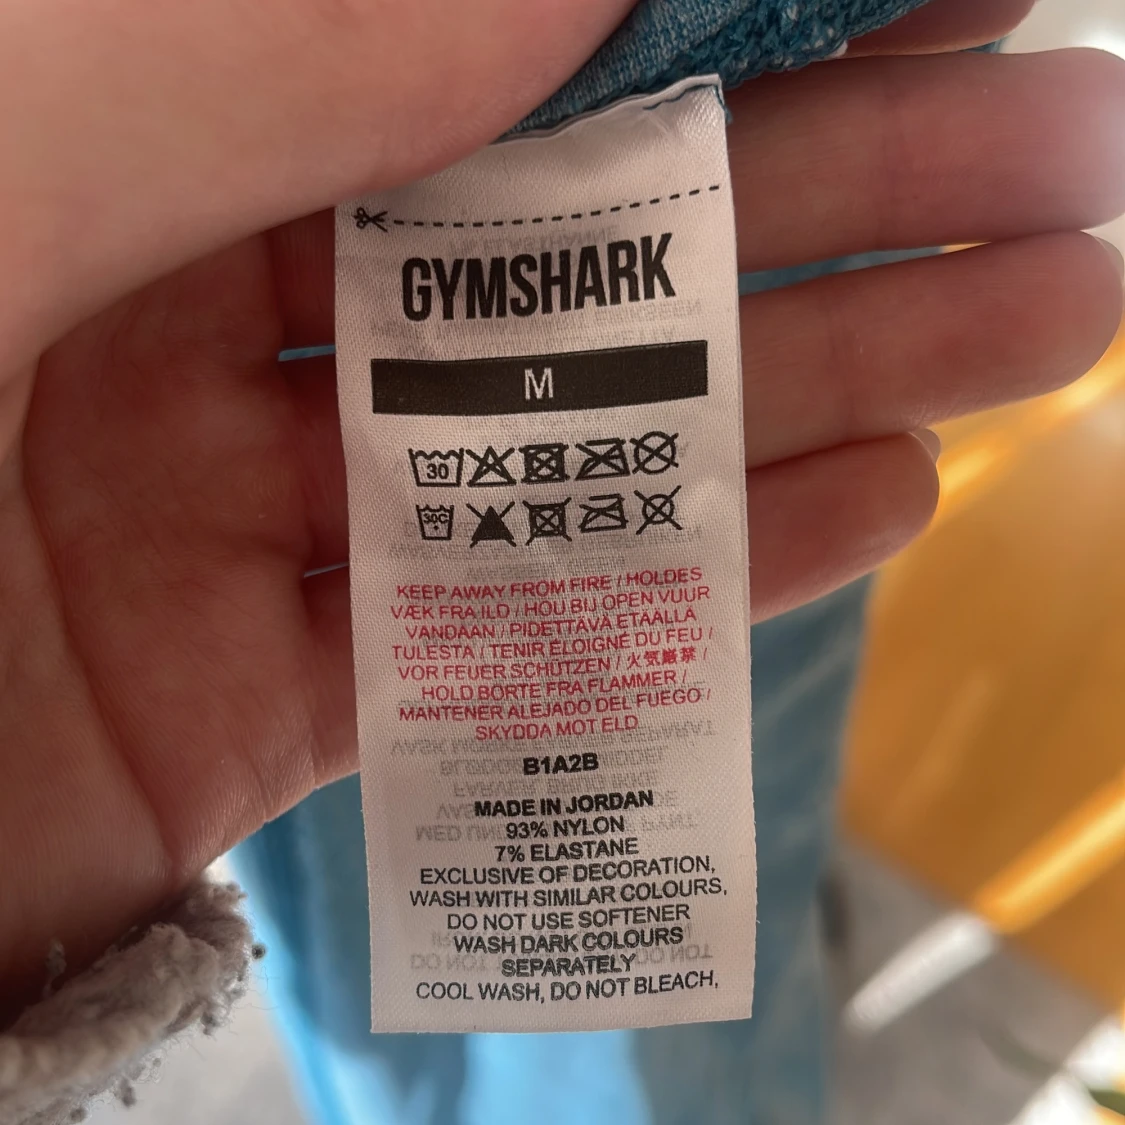 GYMSHARK
M
30
30C
KEEP AWAY FROM FIRE / HOLDES
VÆK FRA ILD / HOU BIJ OPEN VUUR
VANDAAN / PIDETTÄVÄ ETÄÄLLÄ
TULESTA / TENIR ÉLOIGNÉ DU FEU /
VOR FEUER SCHÜTZEN / 火気厳禁 /
HOLD BORTE FRA FLAMMER /
MANTENER ALEJADO DEL FUEGO /
SKYDDA MOT ELD
B1A2B
MADE IN JORDAN
93% NYLON
7% ELASTANE
EXCLUSIVE OF DECORATION,
WASH WITH SIMILAR COLOURS,
DO NOT USE SOFTENER
WASH DARK COLOURS
SEPARATELY
COOL WASH, DO NOT BLEACH,